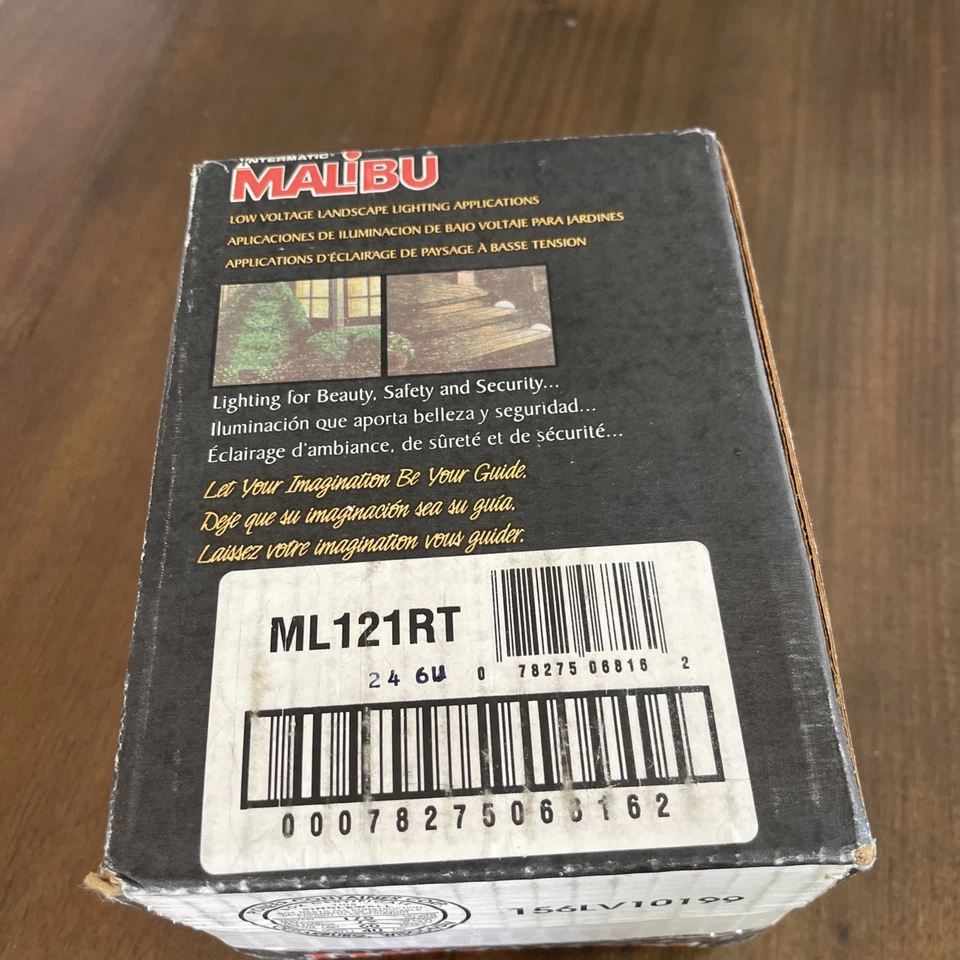 INTERMATIC®
MALiBU
LOW VOLTAGE LANDSCAPE LIGHTING APPLICATIONS
APLICACIONES DE ILUMINACION DE BAJO VOLTAJE PARA JARDINES
APPLICATIONS D'ÉCLAIRAGE DE PAYSAGE À BASSE TENSION
Lighting for Beauty, Safety and Security...
Iluminación que aporta belleza y seguridad...
Éclairage d'ambiance, de sûreté et de sécurité...
Let Your Imagination Be Your Guide.
Deje que su imaginación sea su guía.
Laissez votre imagination vous guider.
ML121RT
24 6U
0 78275 06816 2
00078275068162
156LV10199